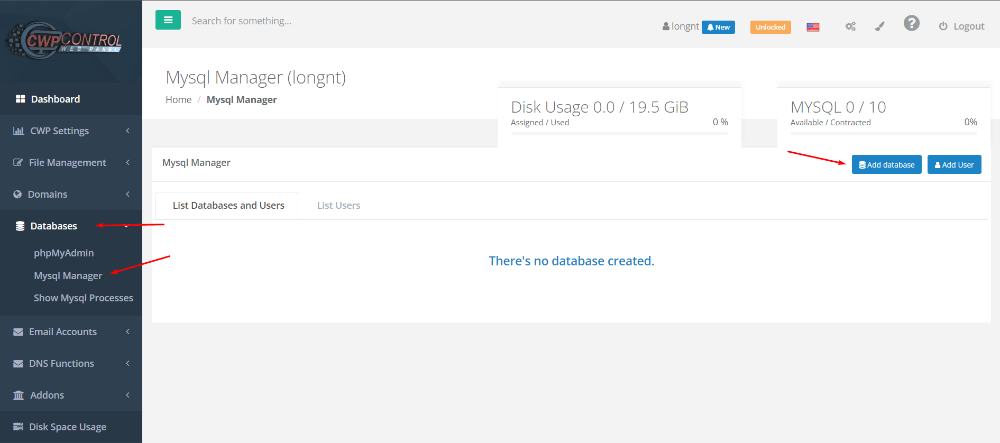 CWPCONTROL
WEB PANEL
Dashboard
CWP Settings
File Management
Domains
Databases
phpMyAdmin
Mysql Manager
Show Mysql Processes
Email Accounts
DNS Functions
Addons
Disk Space Usage
Search for something...
longnt New Unlocked Logout
Mysql Manager (longnt)
Home / Mysql Manager
Disk Usage 0.0 / 19.5 GiB
Assigned / Used 0 %
MYSQL 0 / 10
Available / Contracted 0%
Mysql Manager
Add database Add User
List Databases and Users List Users
There's no database created.